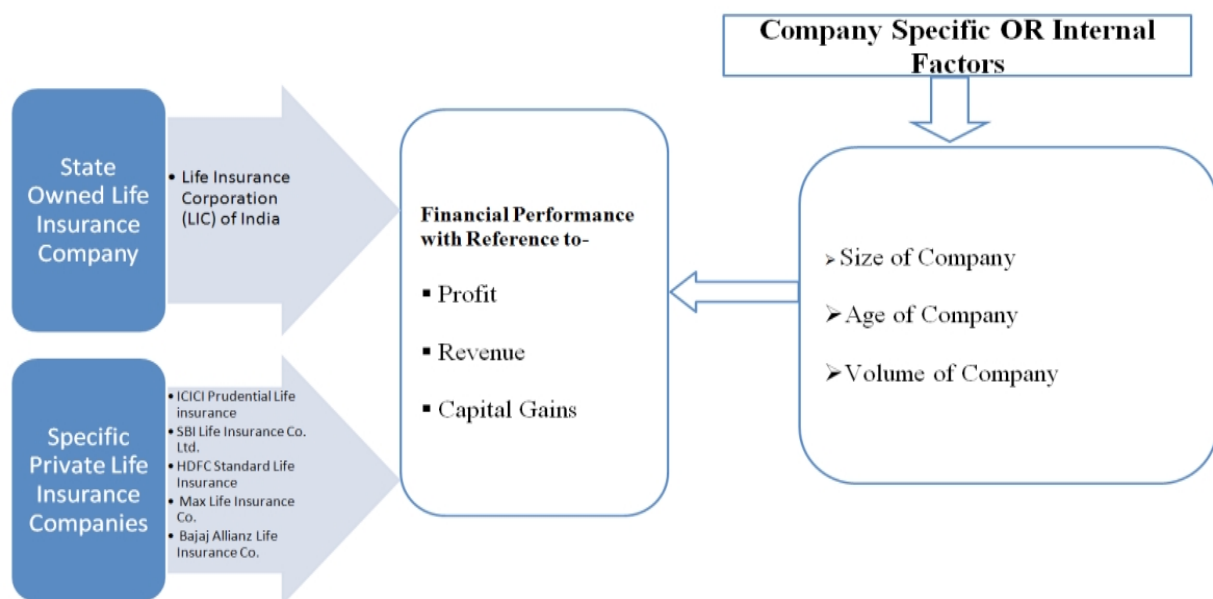 Company Specific OR Internal
Factors
State
Owned Life
Insurance
Company
• Life Insurance
Corporation
(LIC) of India
Specific
Private Life
Insurance
Companies
• ICICI Prudential Life
insurance
• SBI Life Insurance Co.
Ltd.
• HDFC Standard Life
Insurance
• Max Life Insurance
Co.
• Bajaj Allianz Life
Insurance Co.
Financial Performance
with Reference to-
▪ Profit
▪ Revenue
▪ Capital Gains
➢ Size of Company
➢ Age of Company
➢ Volume of Company